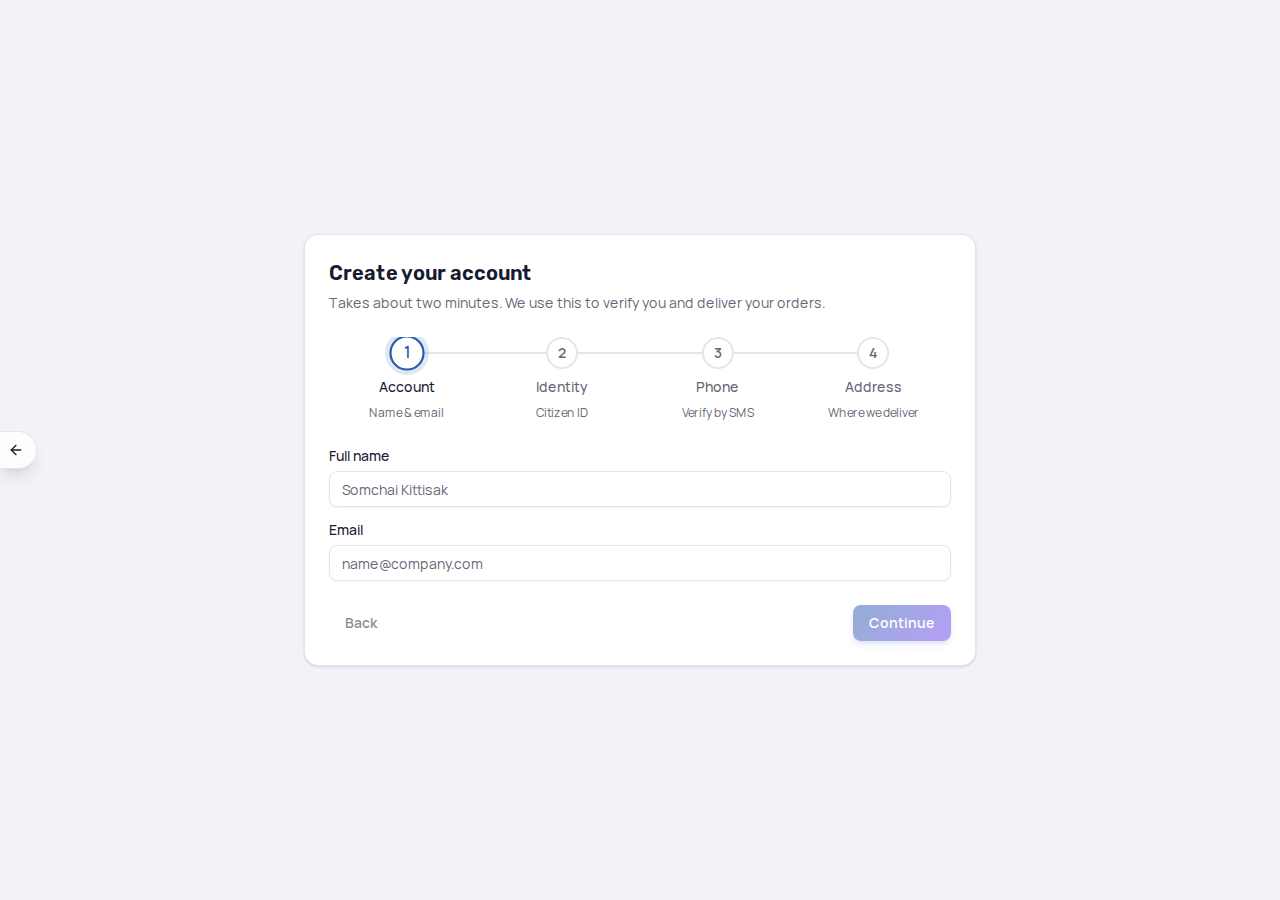 Create your account
Takes about two minutes. We use this to verify you and deliver your orders.
1 2 3 4
Account Identity Phone Address
Name & email Citizen ID Verify by SMS Where we deliver
Full name
Somchai Kittisak
Email
name@company.com
Back Continue